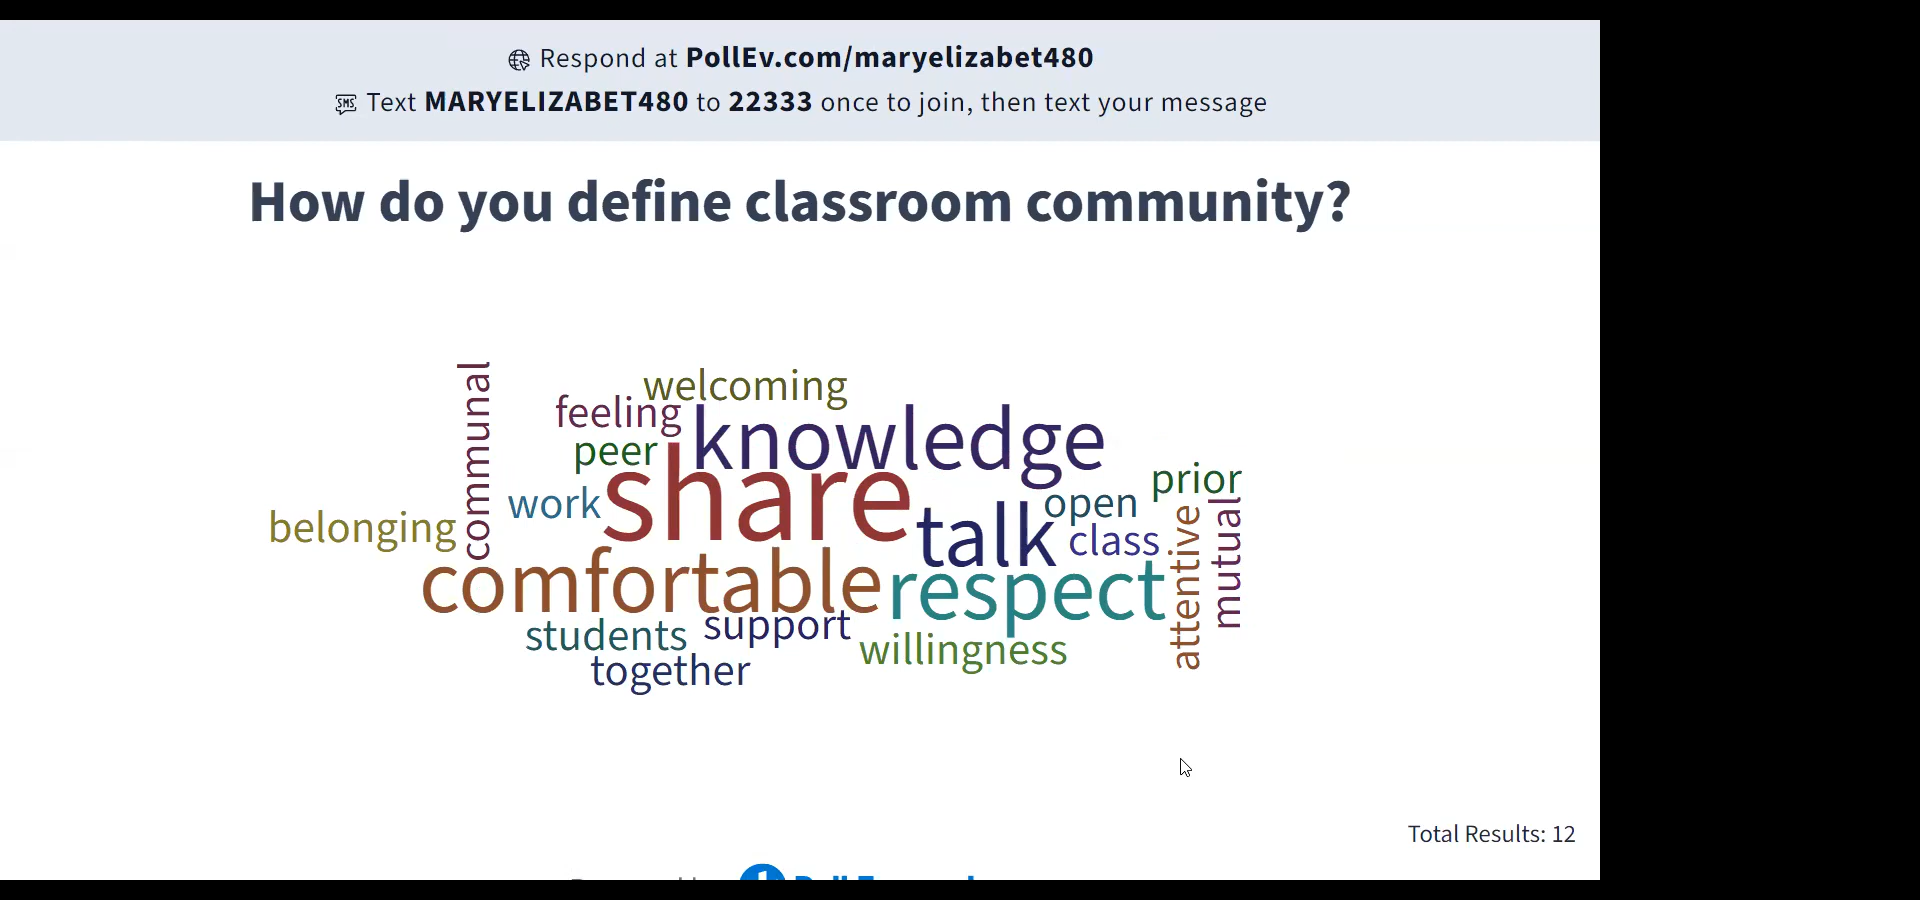 Respond at PollEv.com/maryelizabet480
Text MARYELIZABET480 to 22333 once to join, then text your message
How do you define classroom community?
communal
welcoming
feeling
knowledge
peer
share
prior
work
open
belonging
talk
class
attentive
mutual
comfortable
respect
students
support
willingness
together
Total Results: 12